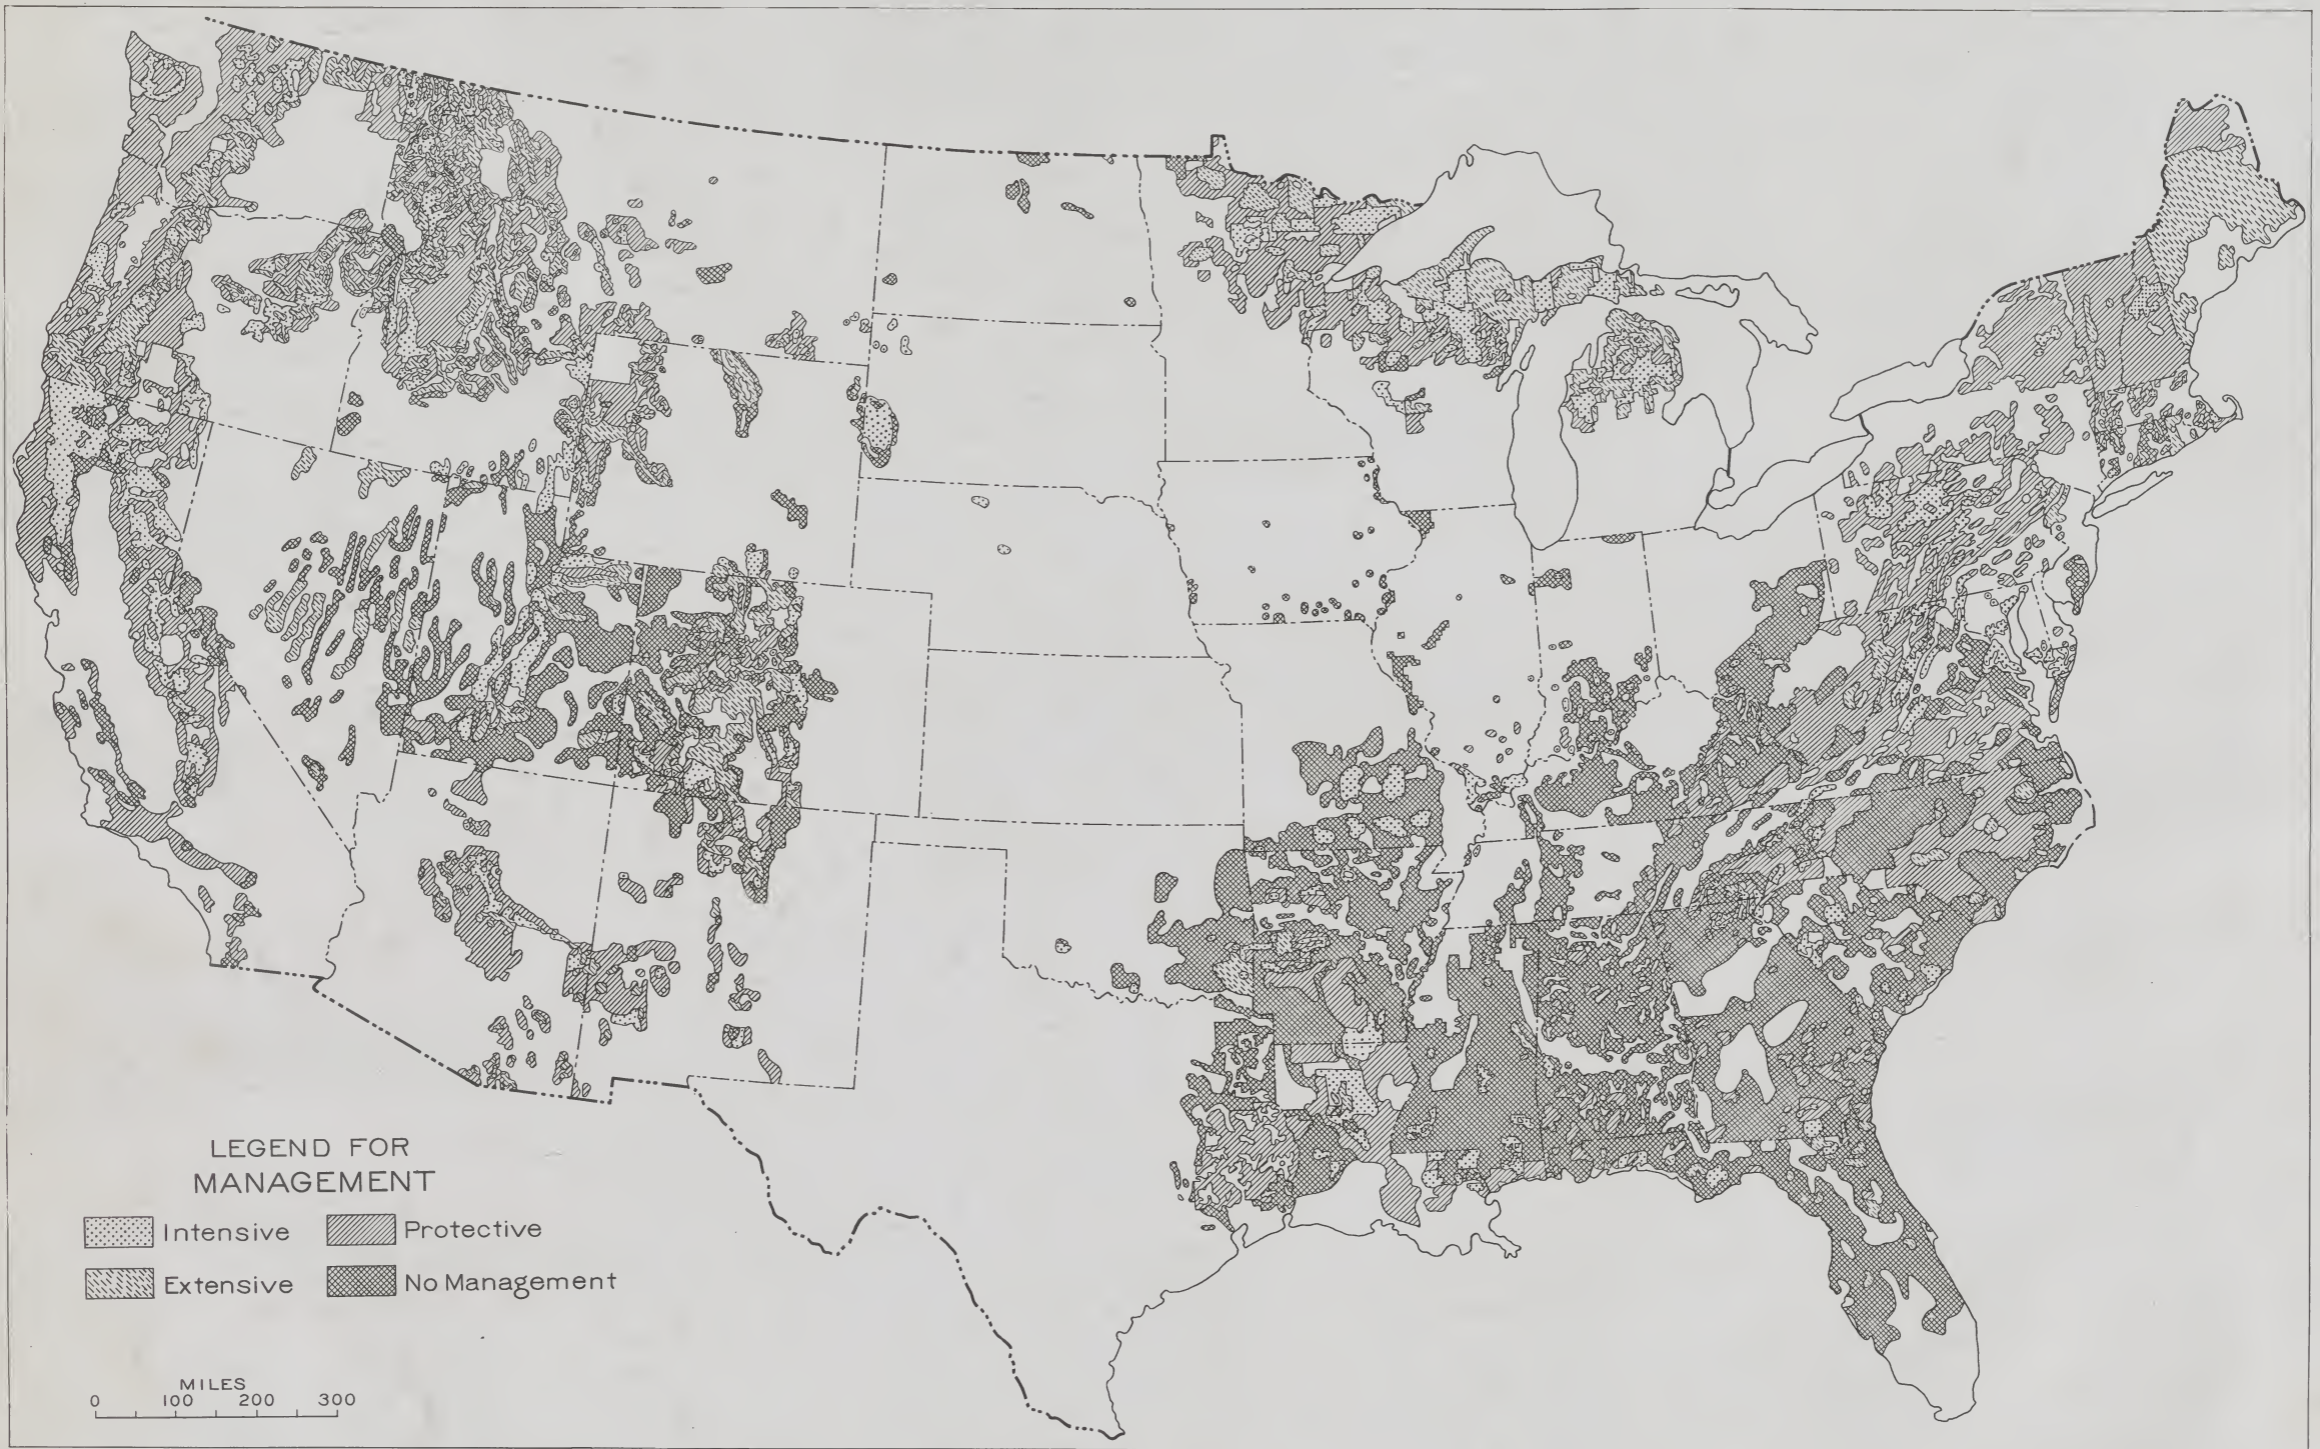 LEGEND FOR
MANAGEMENT
Intensive
Protective
Extensive
No Management
MILES
0 100 200 300